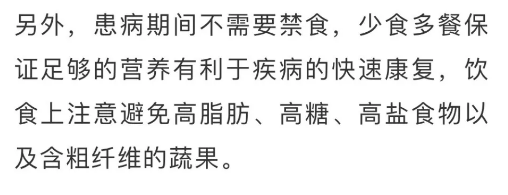 另外，患病期间不需要禁食，少食多餐保
证足够的营养有利于疾病的快速康复，饮
食上注意避免高脂肪、高糖、高盐食物以
及含粗纤维的蔬果。